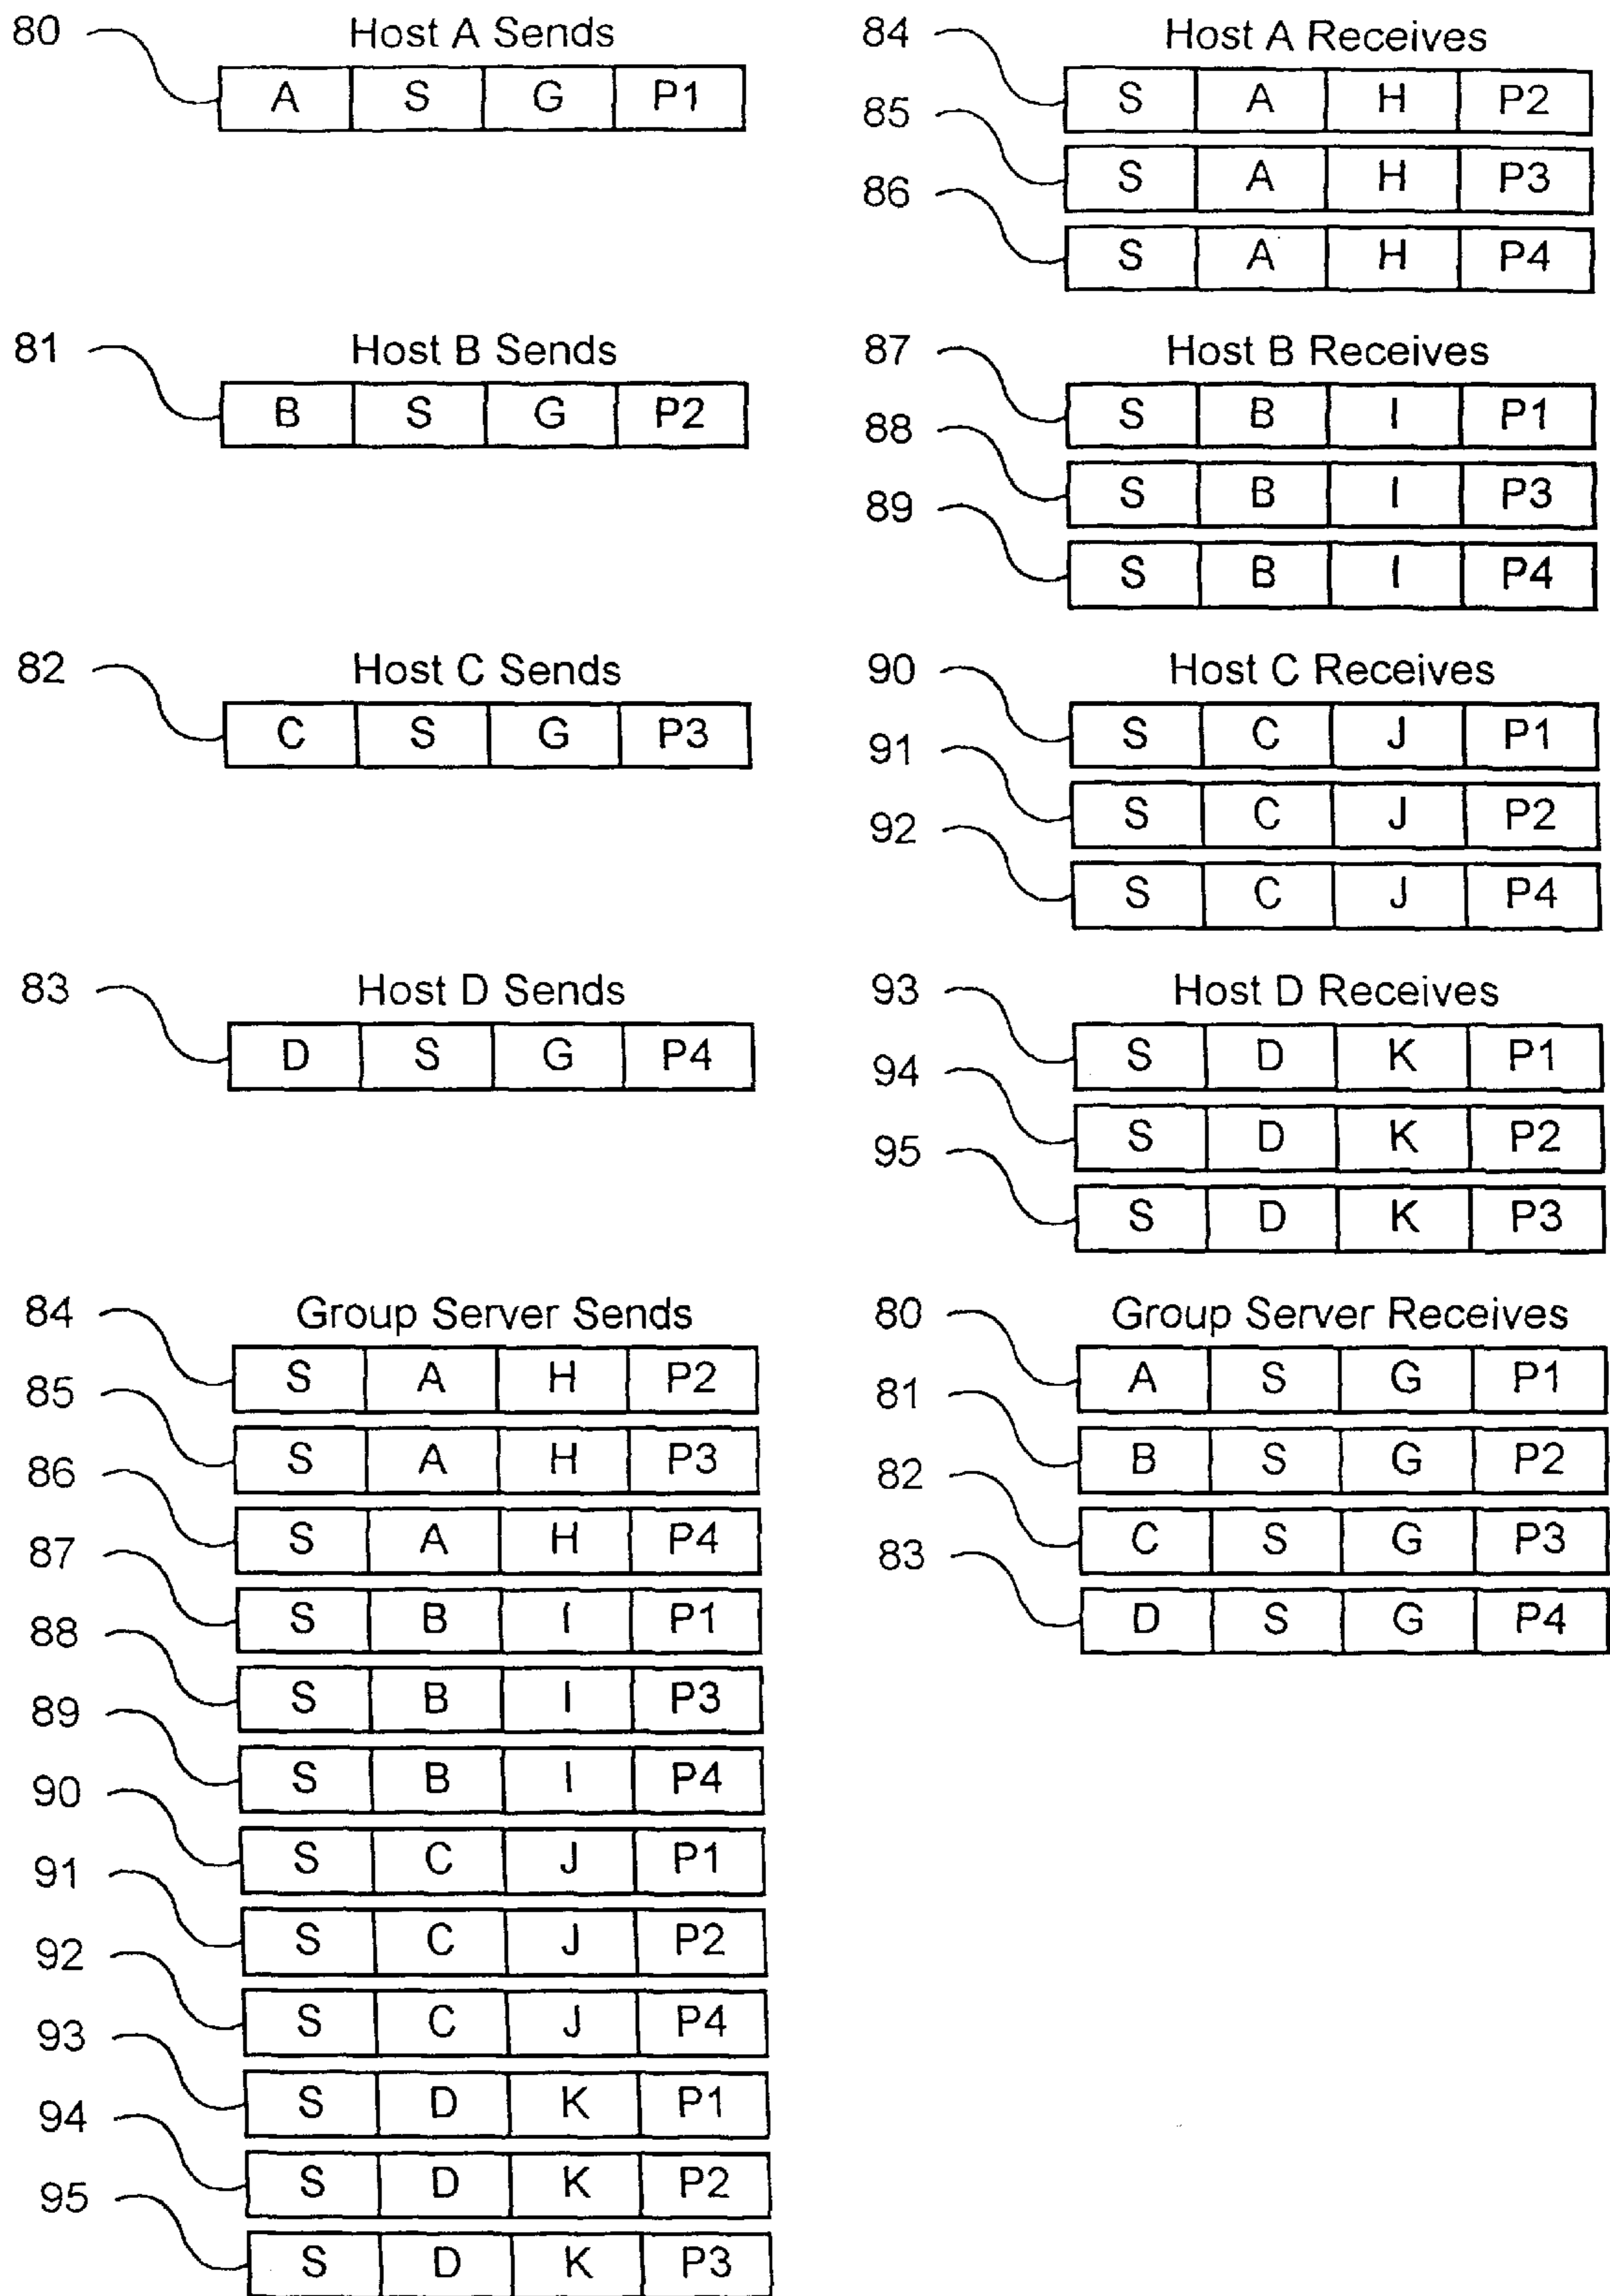 80 Host A Sends
A S G P1
84 Host A Receives
S A H P2
85 S A H P3
86 S A H P4
81 Host B Sends
B S G P2
87 Host B Receives
S B I P1
88 S B I P3
89 S B I P4
82 Host C Sends
C S G P3
90 Host C Receives
S C J P1
91 S C J P2
92 S C J P4
83 Host D Sends
D S G P4
93 Host D Receives
S D K P1
94 S D K P2
95 S D K P3
84 Group Server Sends
S A H P2
85 S A H P3
86 S A H P4
87 S B I P1
88 S B I P3
89 S B I P4
90 S C J P1
91 S C J P2
92 S C J P4
93 S D K P1
94 S D K P2
95 S D K P3
80 Group Server Receives
A S G P1
81 B S G P2
82 C S G P3
83 D S G P4